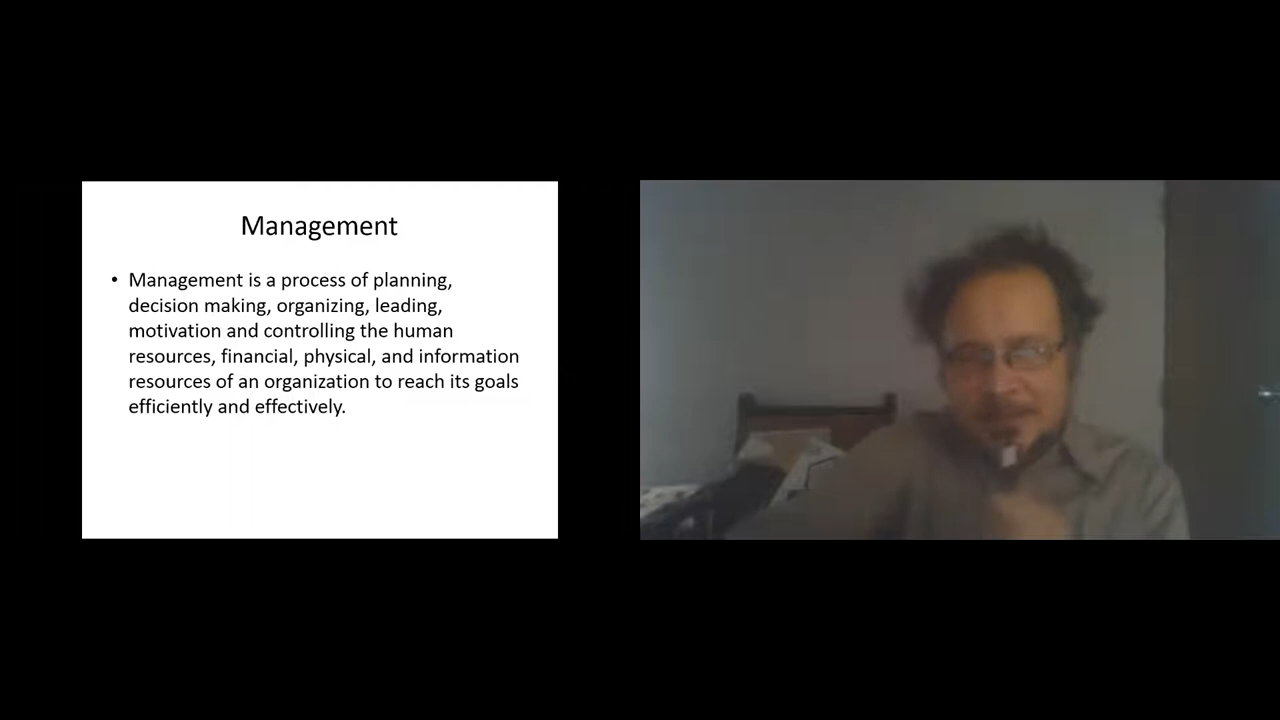 Management
• Management is a process of planning,
decision making, organizing, leading,
motivation and controlling the human
resources, financial, physical, and information
resources of an organization to reach its goals
efficiently and effectively.